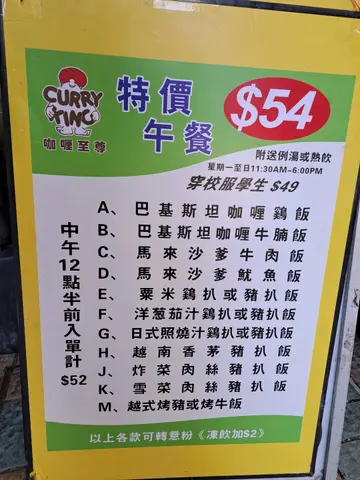 CURRY
TINO
咖喱至尊
特價
午餐
$54
附送例湯或熱飲
星期一至日11:30AM-6:00PM
穿校服學生 $49
中午12點半前入單計$52
A、巴基斯坦咖喱鷄飯
B、巴基斯坦咖喱牛腩飯
C、馬來沙爹牛肉飯
D、馬來沙爹魷魚飯
E、粟米鷄扒或豬扒飯
F、洋葱茄汁鷄扒或豬扒飯
G、日式照燒汁鷄扒或豬扒飯
H、越南香茅豬扒飯
J、炸菜肉絲豬扒飯
K、雪菜肉絲豬扒飯
M、越式烤豬或烤牛飯
以上各款可轉意粉《凍飲加$2》